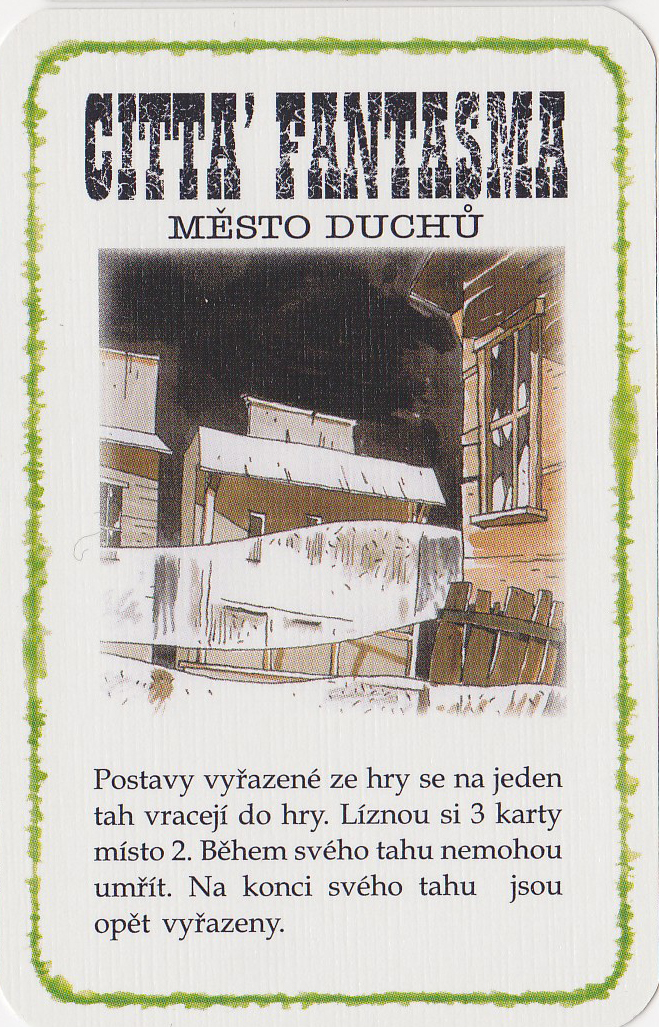 CITTA' FANTASMA
MĚSTO DUCHŮ
Postavy vyřazené ze hry se na jeden
tah vracejí do hry. Líznou si 3 karty
místo 2. Během svého tahu nemohou
umřít. Na konci svého tahu jsou
opět vyřazeny.